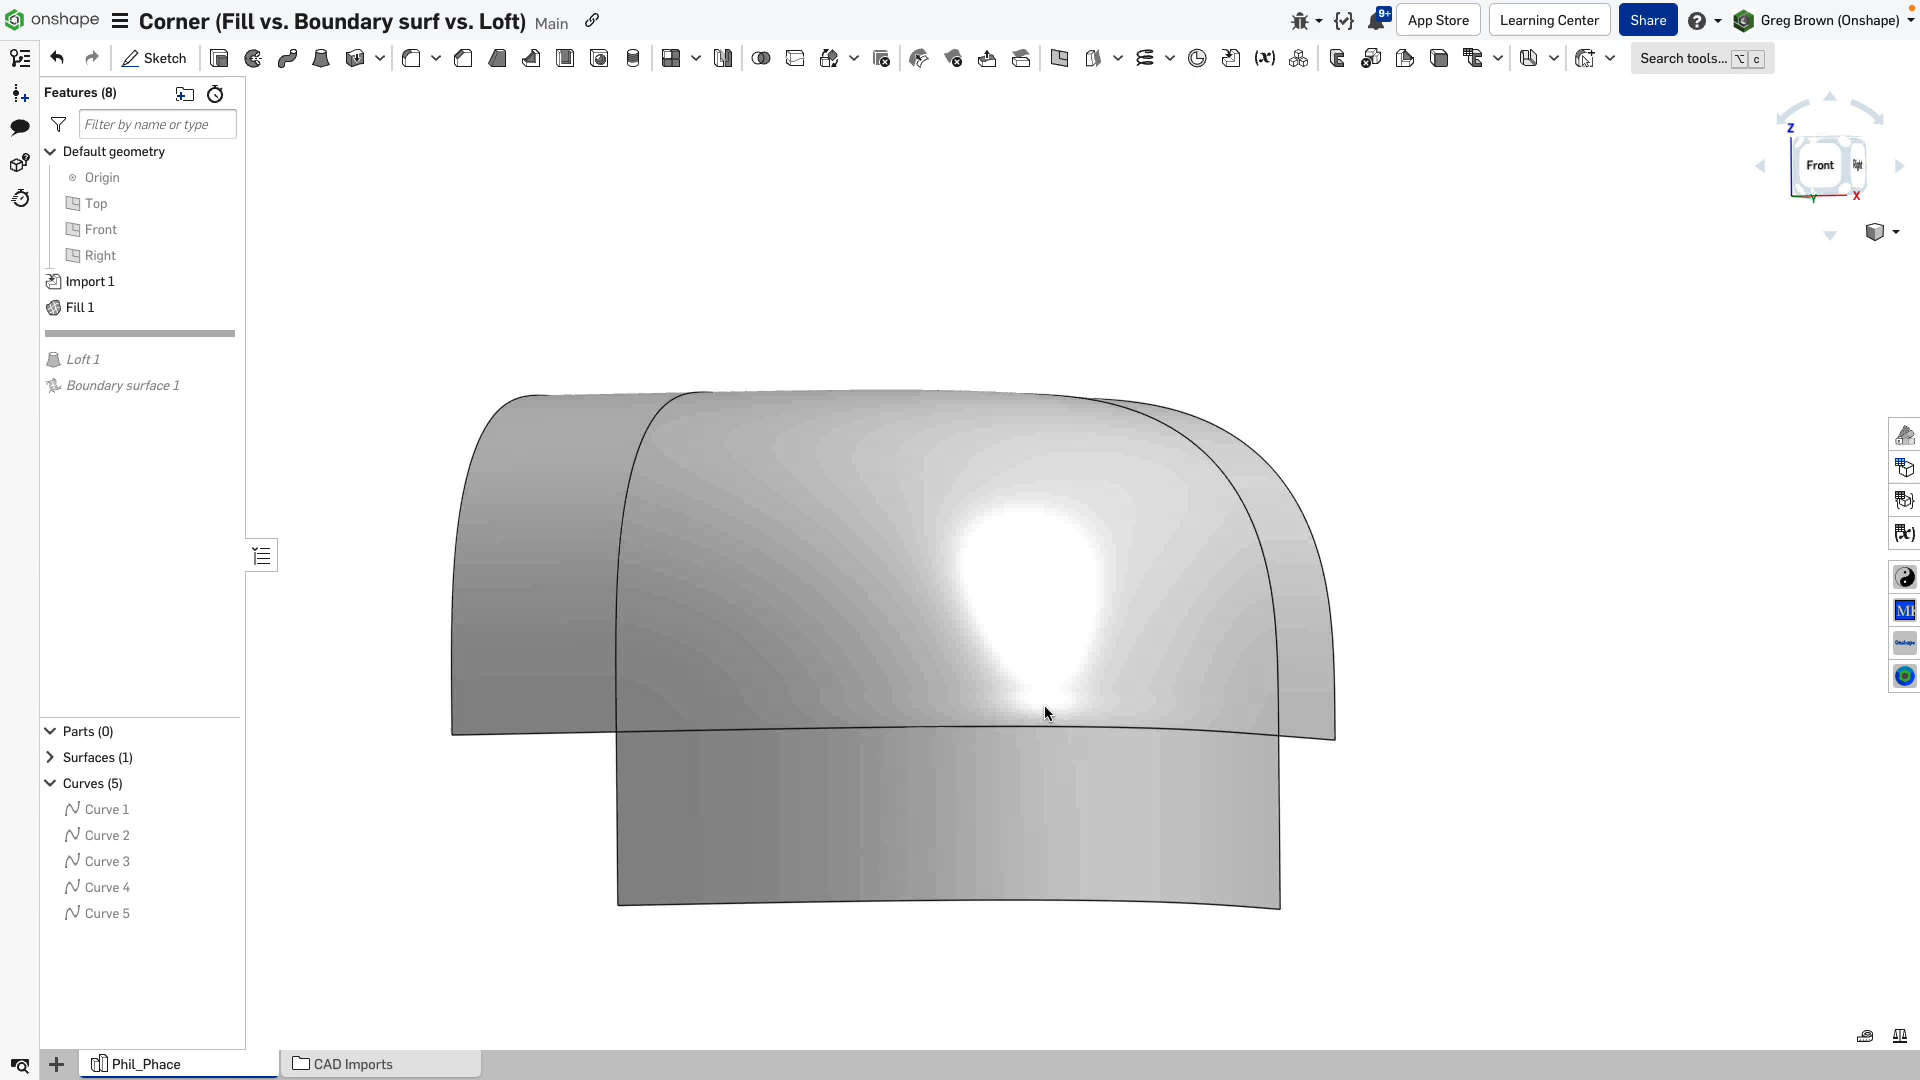 onshape
Corner (Fill vs. Boundary surf vs. Loft) Main
9+
App Store
Learning Center
Share
Greg Brown (Onshape)
Sketch
(x)
Search tools... ⌥ c
Features (8)
Filter by name or type
Default geometry
Origin
Top
Front
Right
Import 1
Fill 1
Loft 1
Boundary surface 1
Z
Front
Right
Y
X
Parts (0)
Surfaces (1)
Curves (5)
Curve 1
Curve 2
Curve 3
Curve 4
Curve 5
Phil_Phace
CAD Imports